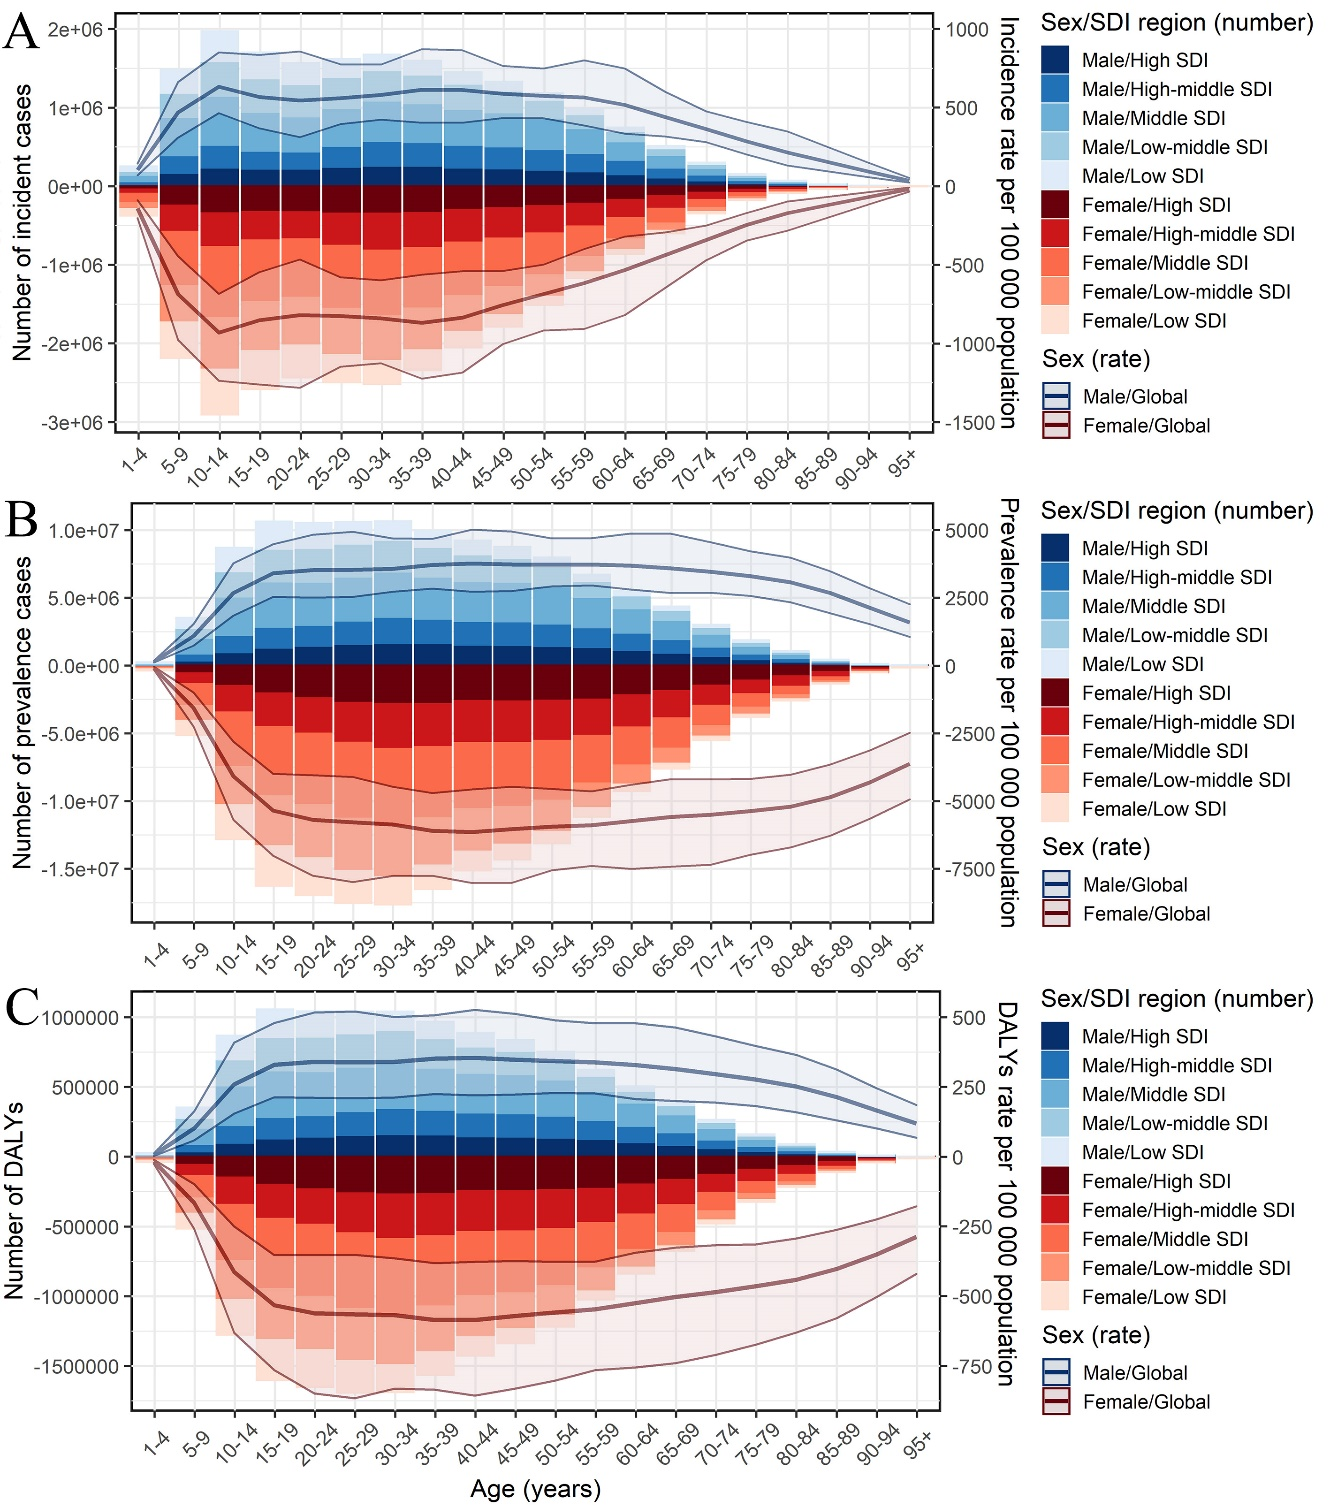 A
Number of incident cases
2e+06
1e+06
0e+00
-1e+06
-2e+06
-3e+06
1000
500
0
-500
-1000
-1500
Incidence rate per 100 000 population
1-4
5-9
10-14
15-19
20-24
25-29
30-34
35-39
40-44
45-49
50-54
55-59
60-64
65-69
70-74
75-79
80-84
85-89
90-94
95+
Sex/SDI region (number)
Male/High SDI
Male/High-middle SDI
Male/Middle SDI
Male/Low-middle SDI
Male/Low SDI
Female/High SDI
Female/High-middle SDI
Female/Middle SDI
Female/Low-middle SDI
Female/Low SDI
Sex (rate)
Male/Global
Female/Global
B
Number of prevalence cases
1.0e+07
5.0e+06
0.0e+00
-5.0e+06
-1.0e+07
-1.5e+07
5000
2500
0
-2500
-5000
-7500
Prevalence rate per 100 000 population
1-4
5-9
10-14
15-19
20-24
25-29
30-34
35-39
40-44
45-49
50-54
55-59
60-64
65-69
70-74
75-79
80-84
85-89
90-94
95+
Sex/SDI region (number)
Male/High SDI
Male/High-middle SDI
Male/Middle SDI
Male/Low-middle SDI
Male/Low SDI
Female/High SDI
Female/High-middle SDI
Female/Middle SDI
Female/Low-middle SDI
Female/Low SDI
Sex (rate)
Male/Global
Female/Global
C
Number of DALYs
1000000
500000
0
-500000
-1000000
-1500000
500
250
0
-250
-500
-750
DALYs rate per 100 000 population
1-4
5-9
10-14
15-19
20-24
25-29
30-34
35-39
40-44
45-49
50-54
55-59
60-64
65-69
70-74
75-79
80-84
85-89
90-94
95+
Age (years)
Sex/SDI region (number)
Male/High SDI
Male/High-middle SDI
Male/Middle SDI
Male/Low-middle SDI
Male/Low SDI
Female/High SDI
Female/High-middle SDI
Female/Middle SDI
Female/Low-middle SDI
Female/Low SDI
Sex (rate)
Male/Global
Female/Global